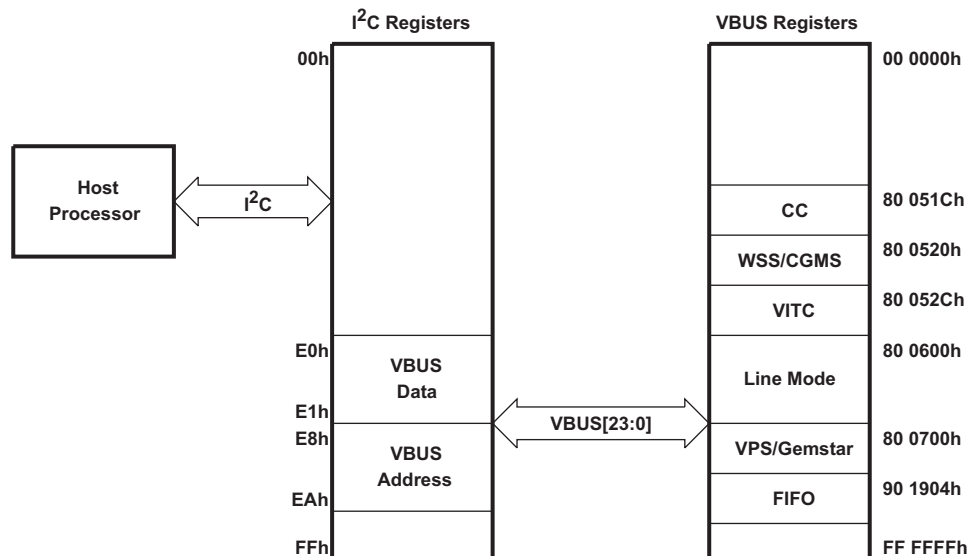 I²C Registers
VBUS Registers
00h
00 0000h
Host
Processor
I²C
CC
80 051Ch
WSS/CGMS
80 0520h
VITC
80 052Ch
E0h
VBUS
Data
E1h
Line Mode
80 0600h
VBUS[23:0]
E8h
VBUS
Address
EAh
VPS/Gemstar
80 0700h
FIFO
90 1904h
FFh
FF FFFFh